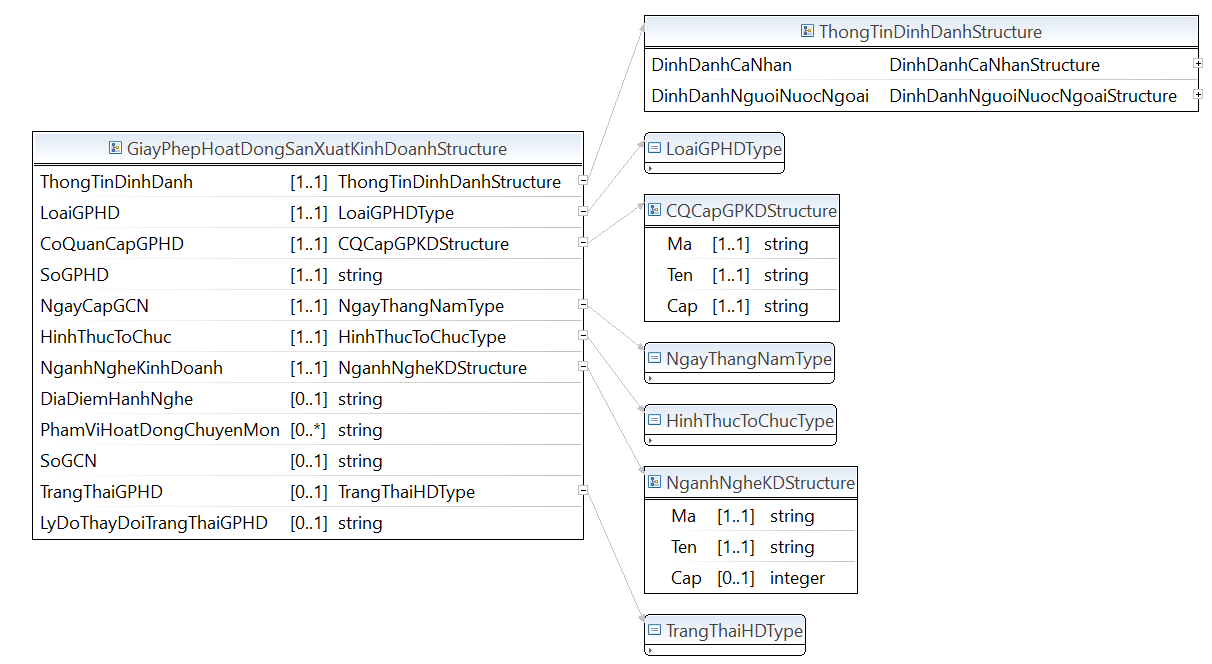 GiayPhepHoatDongSanXuatKinhDoanhStructure
ThongTinDinhDanh [1..1] ThongTinDinhDanhStructure
LoaiGPHD [1..1] LoaiGPHDType
CoQuanCapGPHD [1..1] CQCapGPKDStructure
SoGPHD [1..1] string
NgayCapGCN [1..1] NgayThangNamType
HinhThucToChuc [1..1] HinhThucToChucType
NganhNgheKinhDoanh [1..1] NganhNgheKDStructure
DiaDiemHanhNghe [0..1] string
PhamViHoatDongChuyenMon [0..*] string
SoGCN [0..1] string
TrangThaiGPHD [0..1] TrangThaiHDType
LyDoThayDoiTrangThaiGPHD [0..1] string
ThongTinDinhDanhStructure
DinhDanhCaNhan DinhDanhCaNhanStructure
DinhDanhNguoiNuocNgoai DinhDanhNguoiNuocNgoaiStructure
LoaiGPHDType
CQCapGPKDStructure
Ma [1..1] string
Ten [1..1] string
Cap [1..1] string
NgayThangNamType
HinhThucToChucType
NganhNgheKDStructure
Ma [1..1] string
Ten [1..1] string
Cap [0..1] integer
TrangThaiHDType